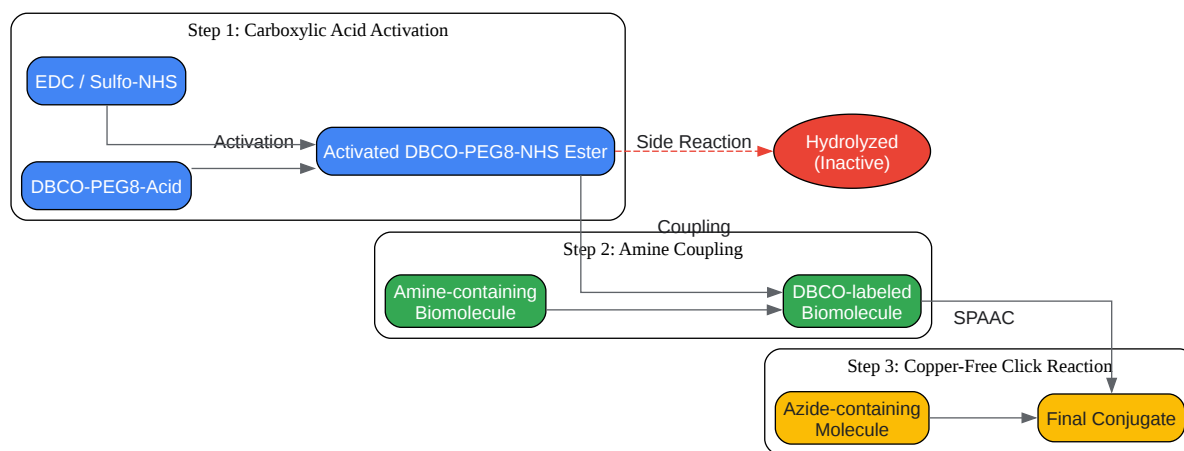 Step 1: Carboxylic Acid Activation
EDC / Sulfo-NHS
Activation
DBCO-PEG8-Acid
Activated DBCO-PEG8-NHS Ester
Side Reaction
Hydrolyzed
(Inactive)
Coupling
Step 2: Amine Coupling
Amine-containing
Biomolecule
DBCO-labeled
Biomolecule
SPAAC
Step 3: Copper-Free Click Reaction
Azide-containing
Molecule
Final Conjugate